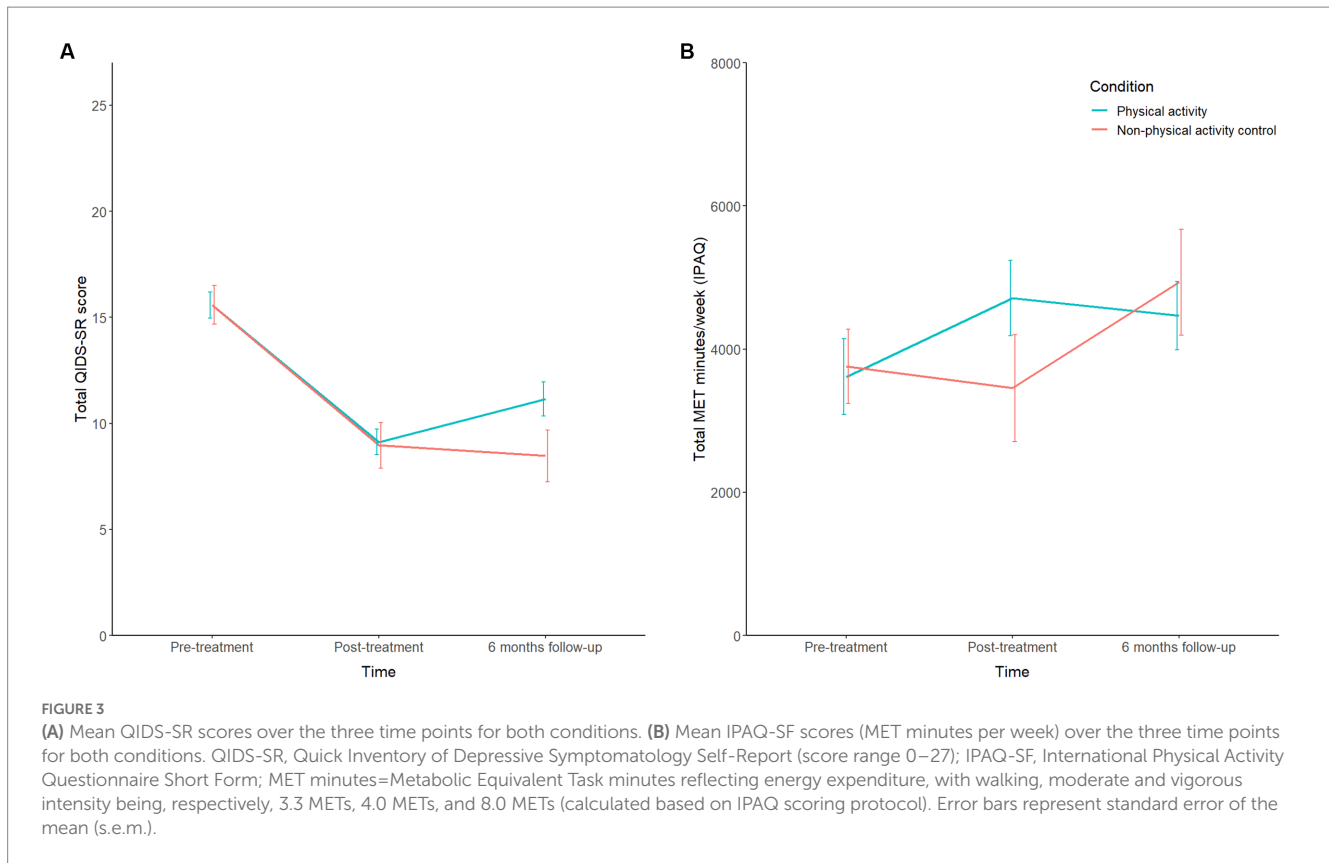 A
25
20
15
10
5
0
Total QIDS-SR score
Pre-treatment Post-treatment 6 months follow-up
Time
B
8000
6000
4000
2000
0
Total MET minutes/week (IPAQ)
Condition
Physical activity
Non-physical activity control
Pre-treatment Post-treatment 6 months follow-up
Time
FIGURE 3
(A) Mean QIDS-SR scores over the three time points for both conditions. (B) Mean IPAQ-SF scores (MET minutes per week) over the three time points
for both conditions. QIDS-SR, Quick Inventory of Depressive Symptomatology Self-Report (score range 0–27); IPAQ-SF, International Physical Activity
Questionnaire Short Form; MET minutes=Metabolic Equivalent Task minutes reflecting energy expenditure, with walking, moderate and vigorous
intensity being, respectively, 3.3 METs, 4.0 METs, and 8.0 METs (calculated based on IPAQ scoring protocol). Error bars represent standard error of the
mean (s.e.m.).